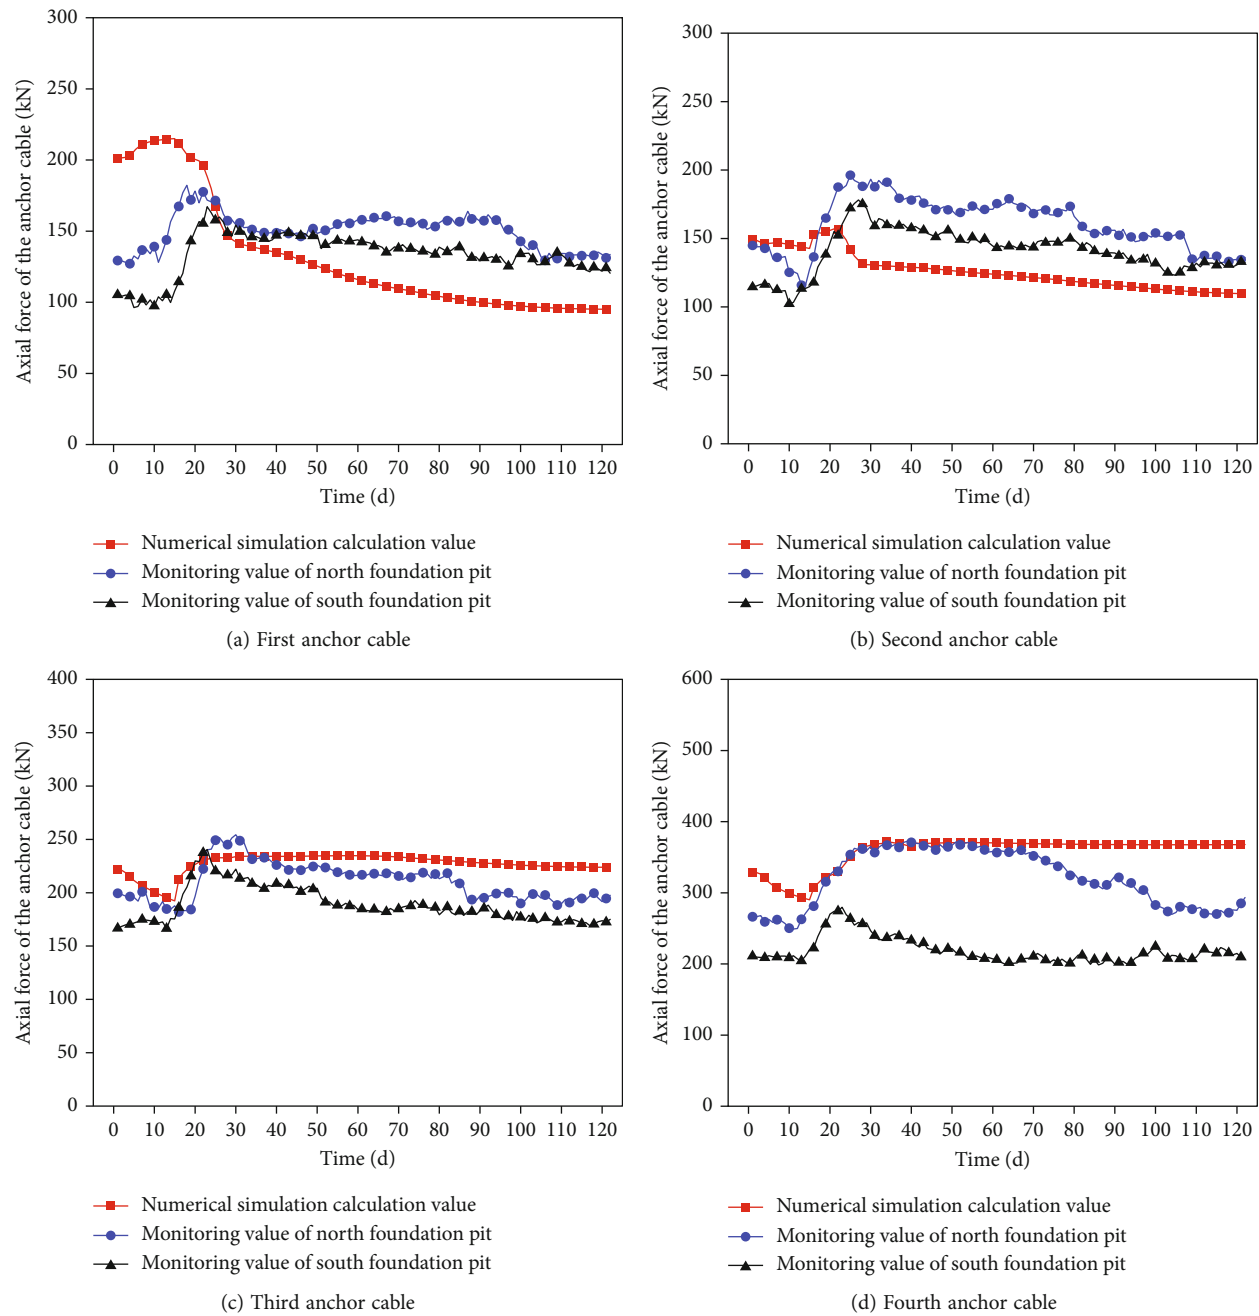 Axial force of the anchor cable (kN)
300
250
200
150
100
50
0
0 10 20 30 40 50 60 70 80 90 100 110 120
Time (d)
Numerical simulation calculation value
Monitoring value of north foundation pit
Monitoring value of south foundation pit
(a) First anchor cable
Axial force of the anchor cable (kN)
300
250
200
150
100
50
0
0 10 20 30 40 50 60 70 80 90 100 110 120
Time (d)
Numerical simulation calculation value
Monitoring value of north foundation pit
Monitoring value of south foundation pit
(b) Second anchor cable
Axial force of the anchor cable (kN)
400
350
300
250
200
150
100
50
0
0 10 20 30 40 50 60 70 80 90 100 110 120
Time (d)
Numerical simulation calculation value
Monitoring value of north foundation pit
Monitoring value of south foundation pit
(c) Third anchor cable
Axial force of the anchor cable (kN)
600
500
400
300
200
100
0
0 10 20 30 40 50 60 70 80 90 100 110 120
Time (d)
Numerical simulation calculation value
Monitoring value of north foundation pit
Monitoring value of south foundation pit
(d) Fourth anchor cable